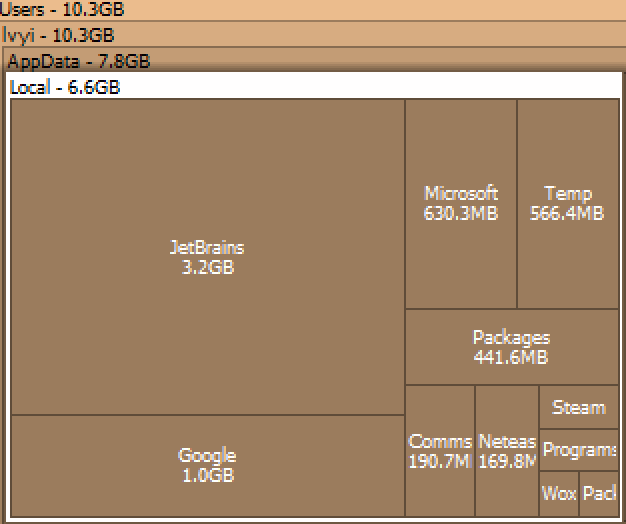 Users - 10.3GB
lvyi - 10.3GB
AppData - 7.8GB
Local - 6.6GB
JetBrains
3.2GB
Microsoft
630.3MB
Temp
566.4MB
Packages
441.6MB
Google
1.0GB
Comms
190.7M
Neteas
169.8M
Steam
Programs
Wox
Pack